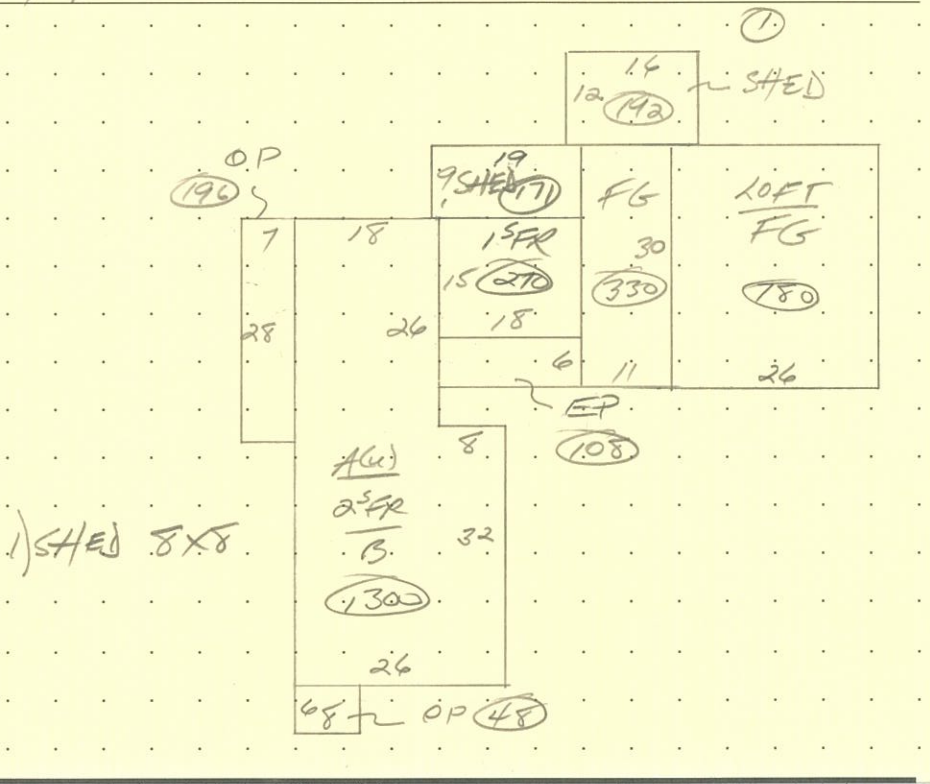 1.
16
12 192
SHED
OP
196
19
9 SHED 171
FG
30
330
11
LOFT
FG
780
26
7
28
18
26
1SFR
15 270
18
6
EP
108
8
A(u)
2SFR
B
32
1300
26
1) SHED 8X8
6 8
OP 48